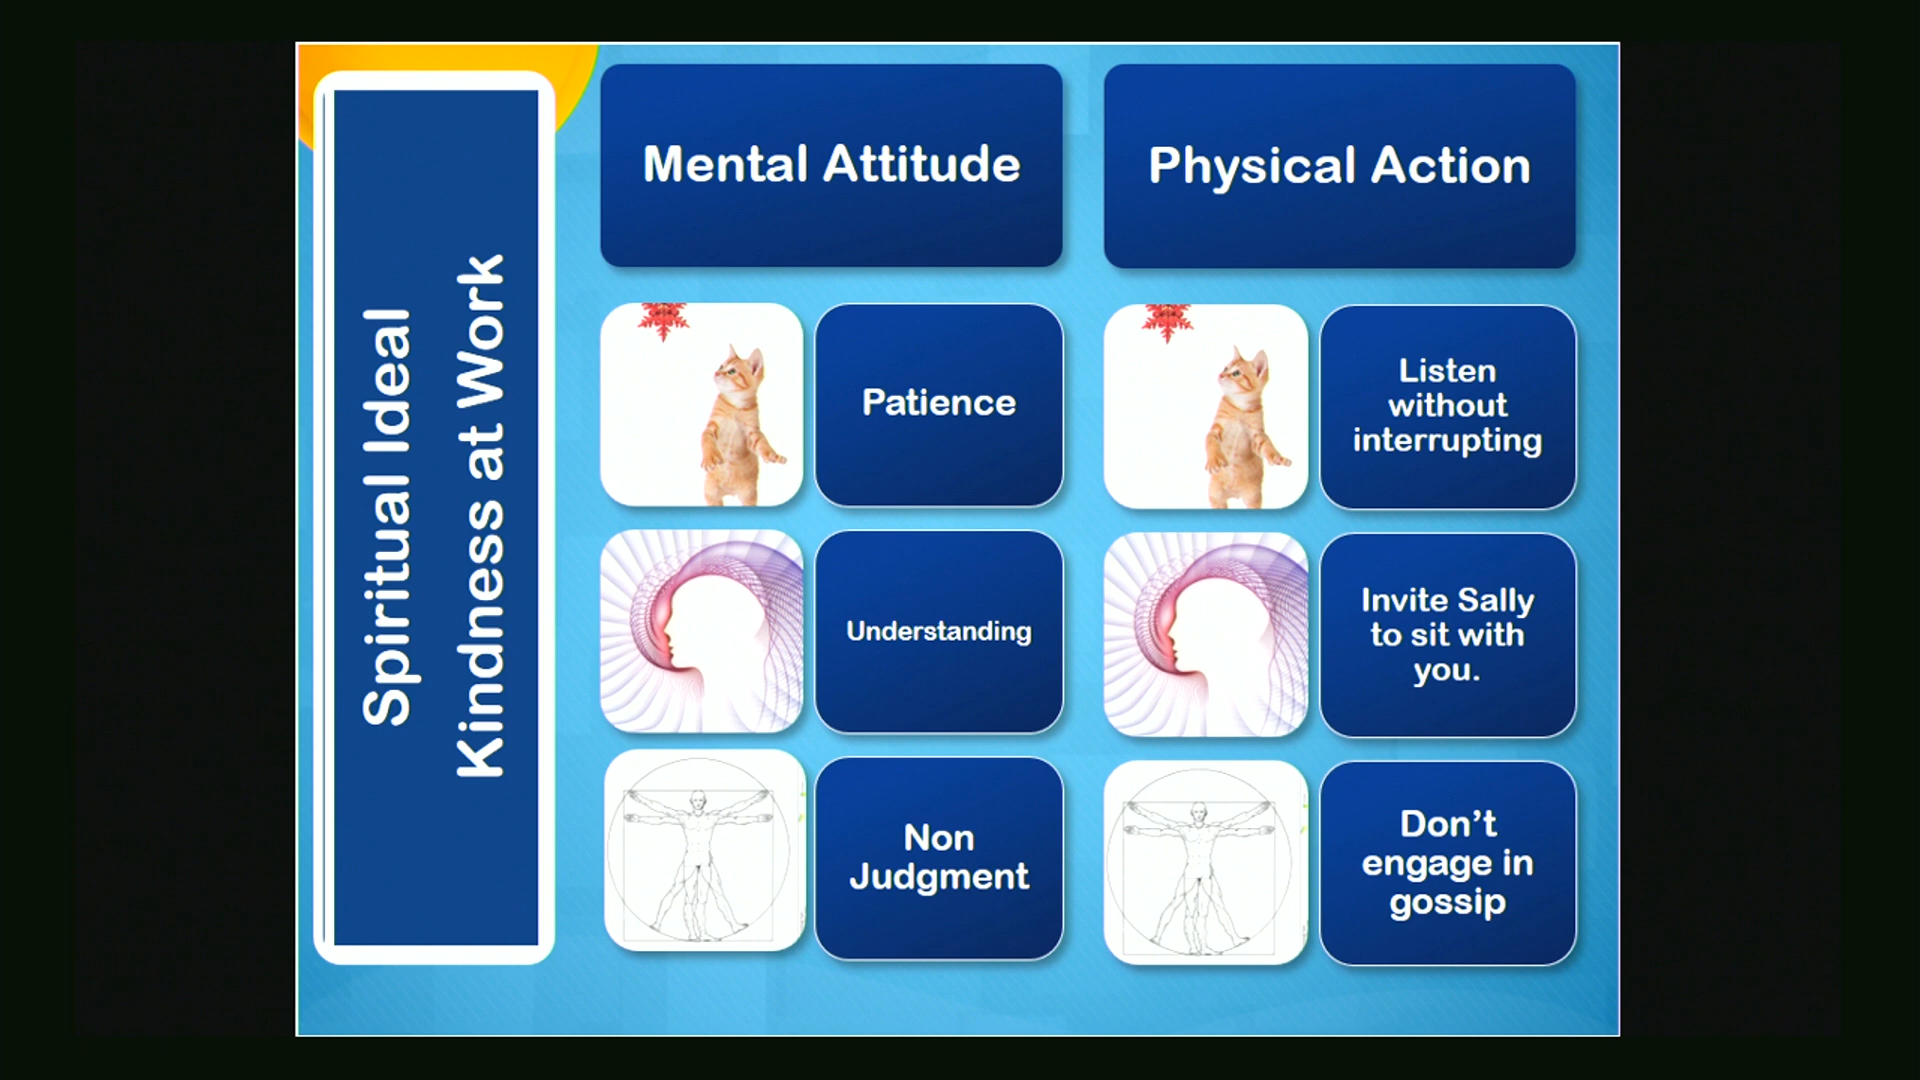 Spiritual Ideal
Kindness at Work
Mental Attitude
Physical Action
Patience
Listen
without
interrupting
Understanding
Invite Sally
to sit with
you.
Non
Judgment
Don’t
engage in
gossip